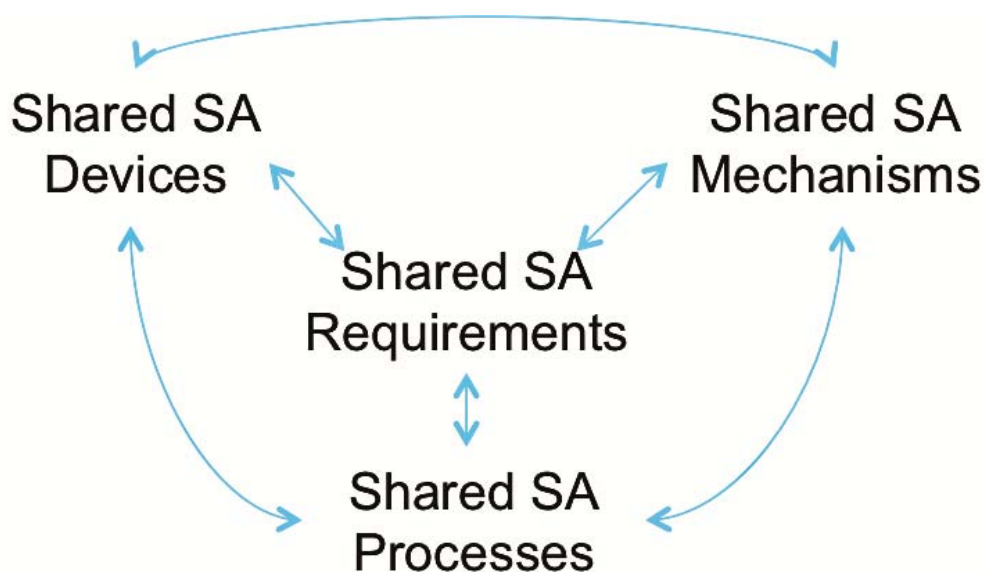 Shared SA
Devices
Shared SA
Mechanisms
Shared SA
Requirements
Shared SA
Processes